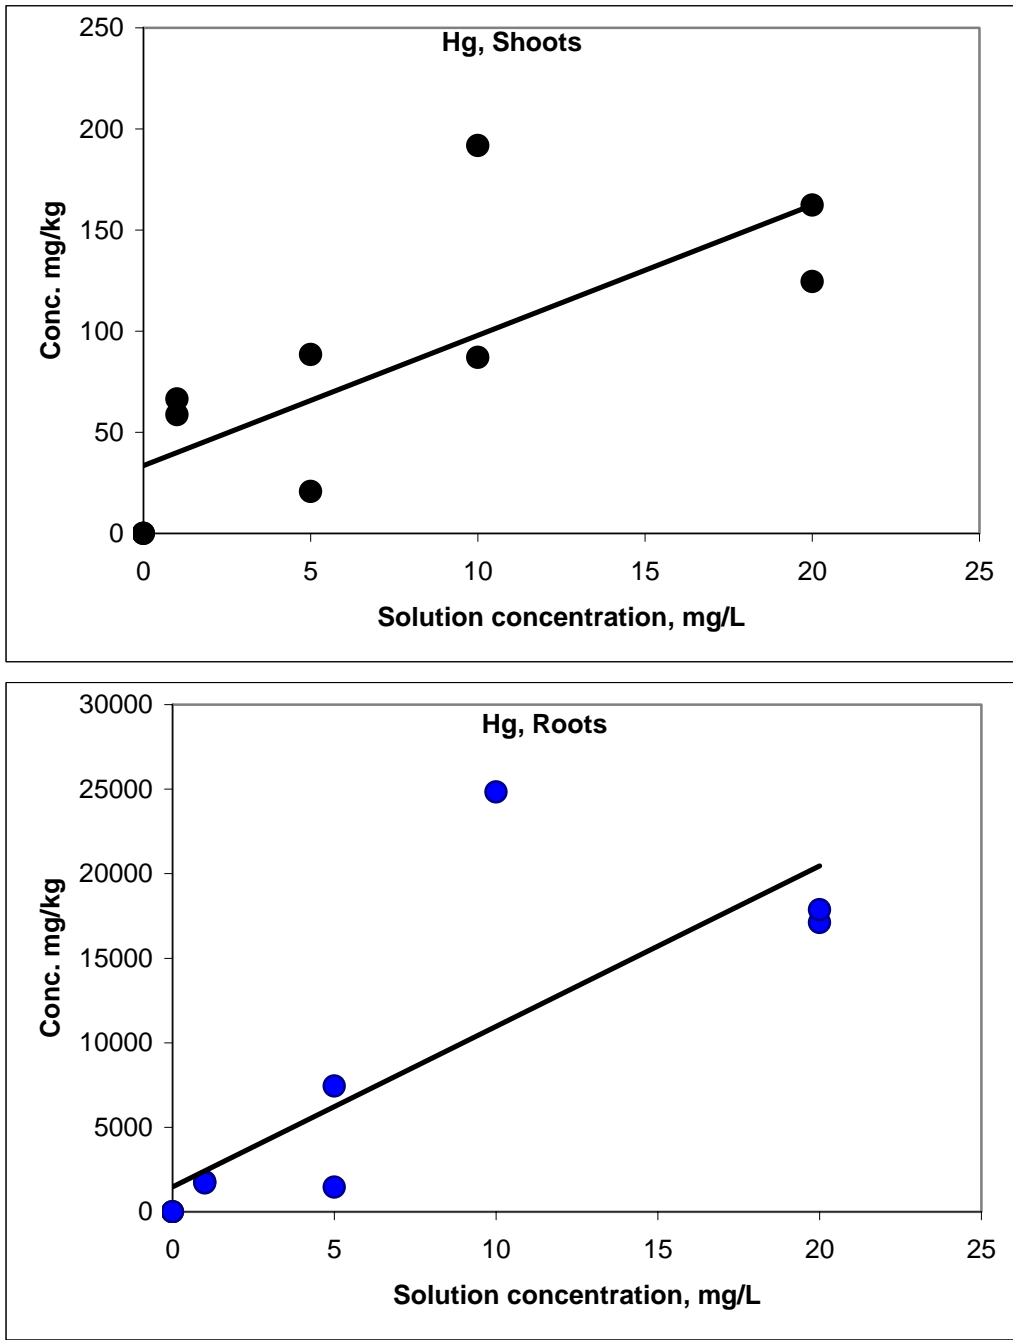 250
Hg, Shoots
200
150
100
50
0
Conc. mg/kg
0 5 10 15 20 25
Solution concentration, mg/L
30000
Hg, Roots
25000
20000
15000
10000
5000
0
Conc. mg/kg
0 5 10 15 20 25
Solution concentration, mg/L